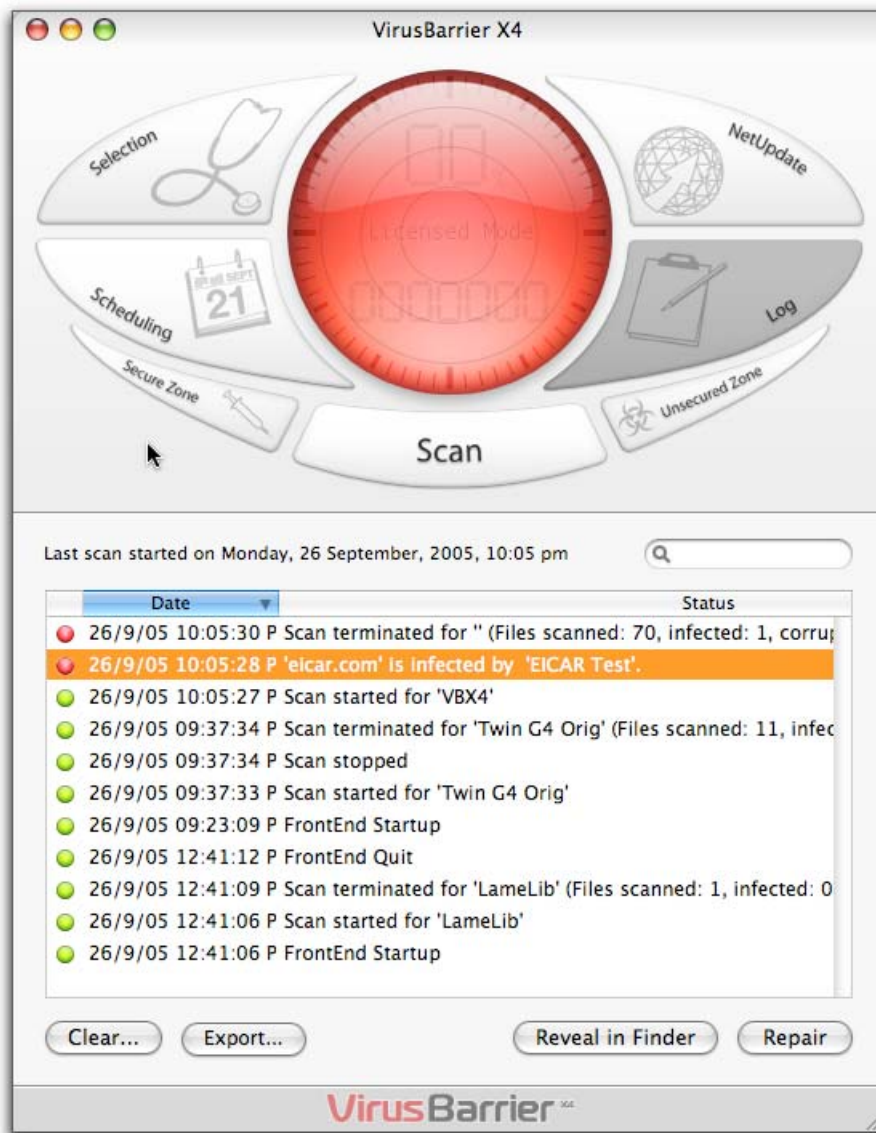 VirusBarrier X4
Selection
NetUpdate
Licensed Mode
Scheduling
SEPT
21
Log
Secure Zone
Unsecured Zone
Scan
Last scan started on Monday, 26 September, 2005, 10:05 pm
Date Status
26/9/05 10:05:30 P Scan terminated for '' (Files scanned: 70, infected: 1, corrup
26/9/05 10:05:28 P 'eicar.com' is infected by 'EICAR Test'.
26/9/05 10:05:27 P Scan started for 'VBX4'
26/9/05 09:37:34 P Scan terminated for 'Twin G4 Orig' (Files scanned: 11, infec
26/9/05 09:37:34 P Scan stopped
26/9/05 09:37:33 P Scan started for 'Twin G4 Orig'
26/9/05 09:23:09 P FrontEnd Startup
26/9/05 12:41:12 P FrontEnd Quit
26/9/05 12:41:09 P Scan terminated for 'LameLib' (Files scanned: 1, infected: 0
26/9/05 12:41:06 P Scan started for 'LameLib'
26/9/05 12:41:06 P FrontEnd Startup
Clear... Export... Reveal in Finder Repair
VirusBarrier X4